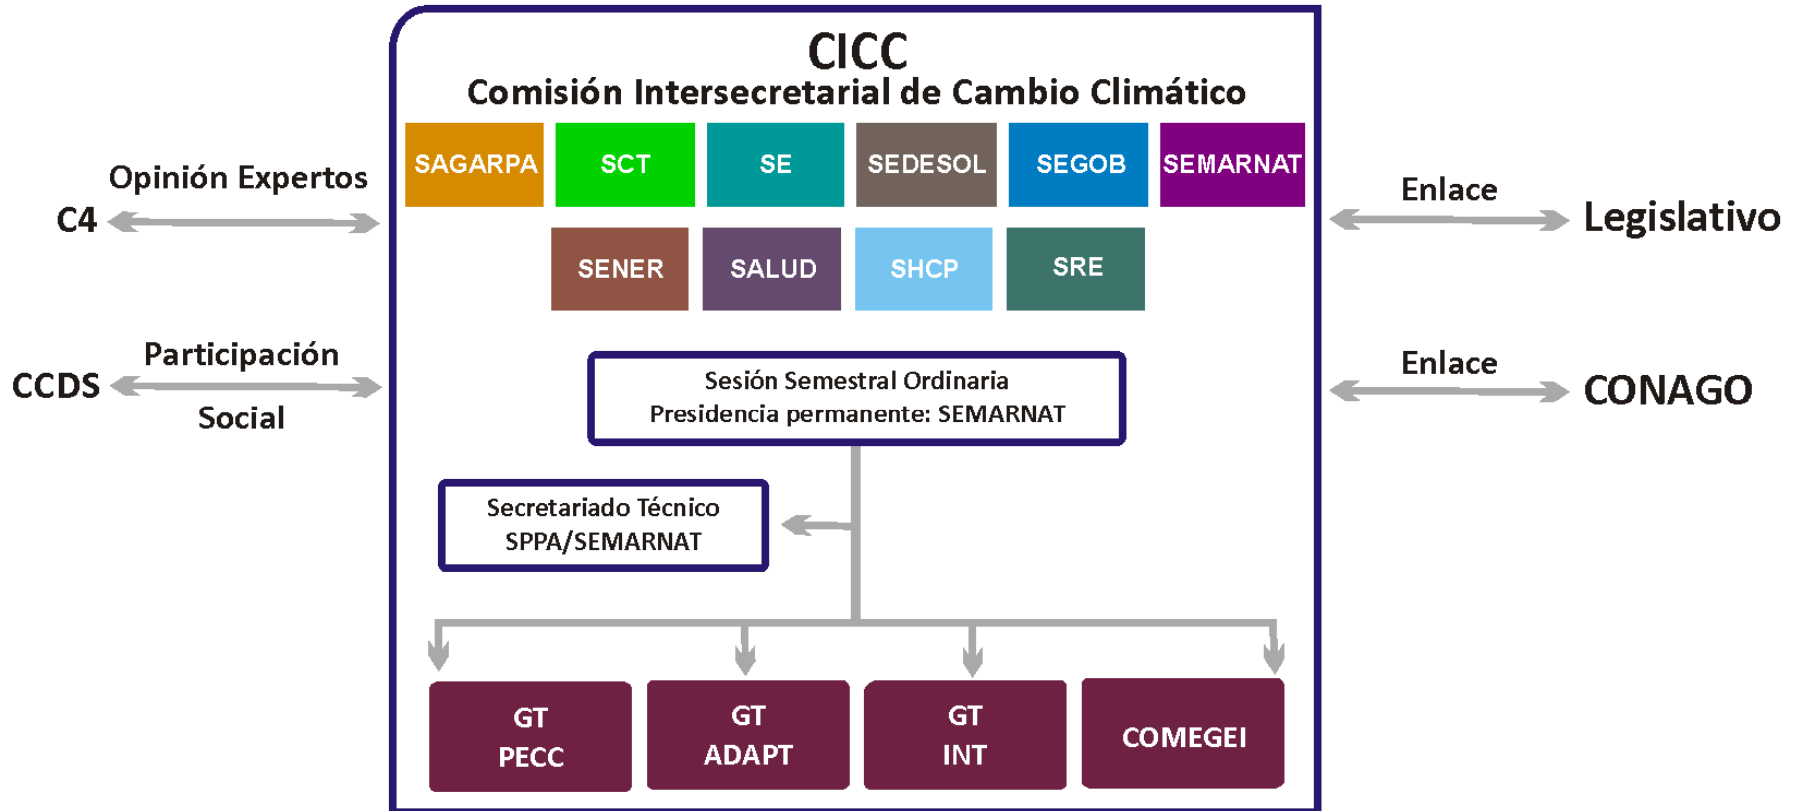 CICC
Comisión Intersecretarial de Cambio Climático
SAGARPA
SCT
SE
SEDESOL
SEGOB
SEMARNAT
SENER
SALUD
SHCP
SRE
Opinión Expertos
C4
Participación
CCDS
Social
Enlace
Legislativo
Enlace
CONAGO
Sesión Semestral Ordinaria
Presidencia permanente: SEMARNAT
Secretariado Técnico
SPPA/SEMARNAT
GT
PECC
GT
ADAPT
GT
INT
COMEGEI